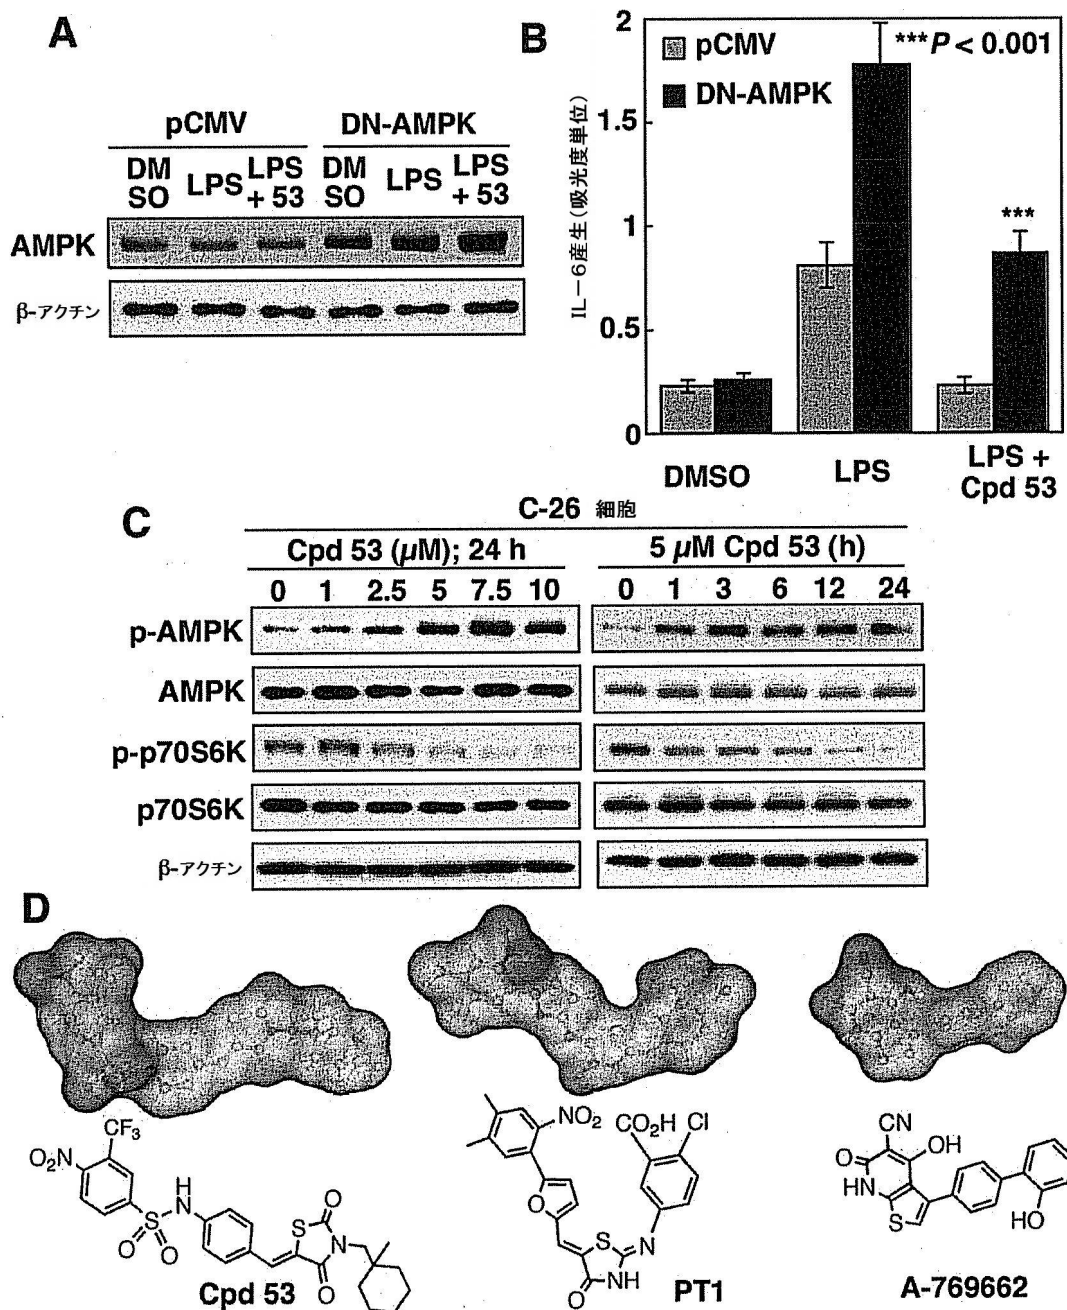 A
pCMV DN-AMPK
DM
SO LPS LPS
+ 53 DM
SO LPS LPS
+ 53
AMPK
β-アクチン
B
pCMV
DN-AMPK
***P < 0.001
IL-6産生(吸光度単位)
2
1.5
1
0.5
0
***
DMSO LPS LPS +
Cpd 53
C
C-26 細胞
Cpd 53 (μM); 24 h 5 μM Cpd 53 (h)
0 1 2.5 5 7.5 10 0 1 3 6 12 24
p-AMPK
AMPK
p-p70S6K
p70S6K
β-アクチン
D
CF3
O2N
H
N
S
O O
S
O
N
O
Cpd 53
NO2
CO2H Cl
O
S
N
O
NH
PT1
CN
OH
O
HN
S
HO
A-769662